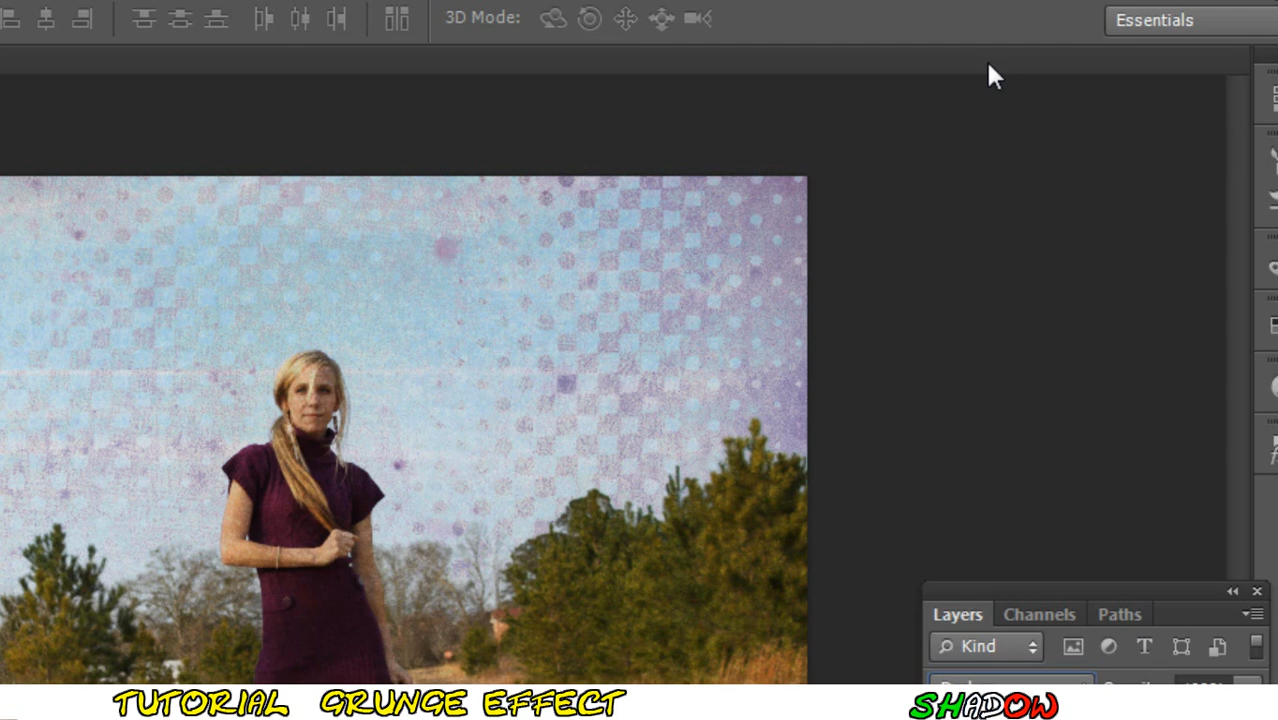 3D Mode:
Essentials
Layers Channels Paths
Kind
TUTORIAL GRUNGE EFFECT
SHADOW